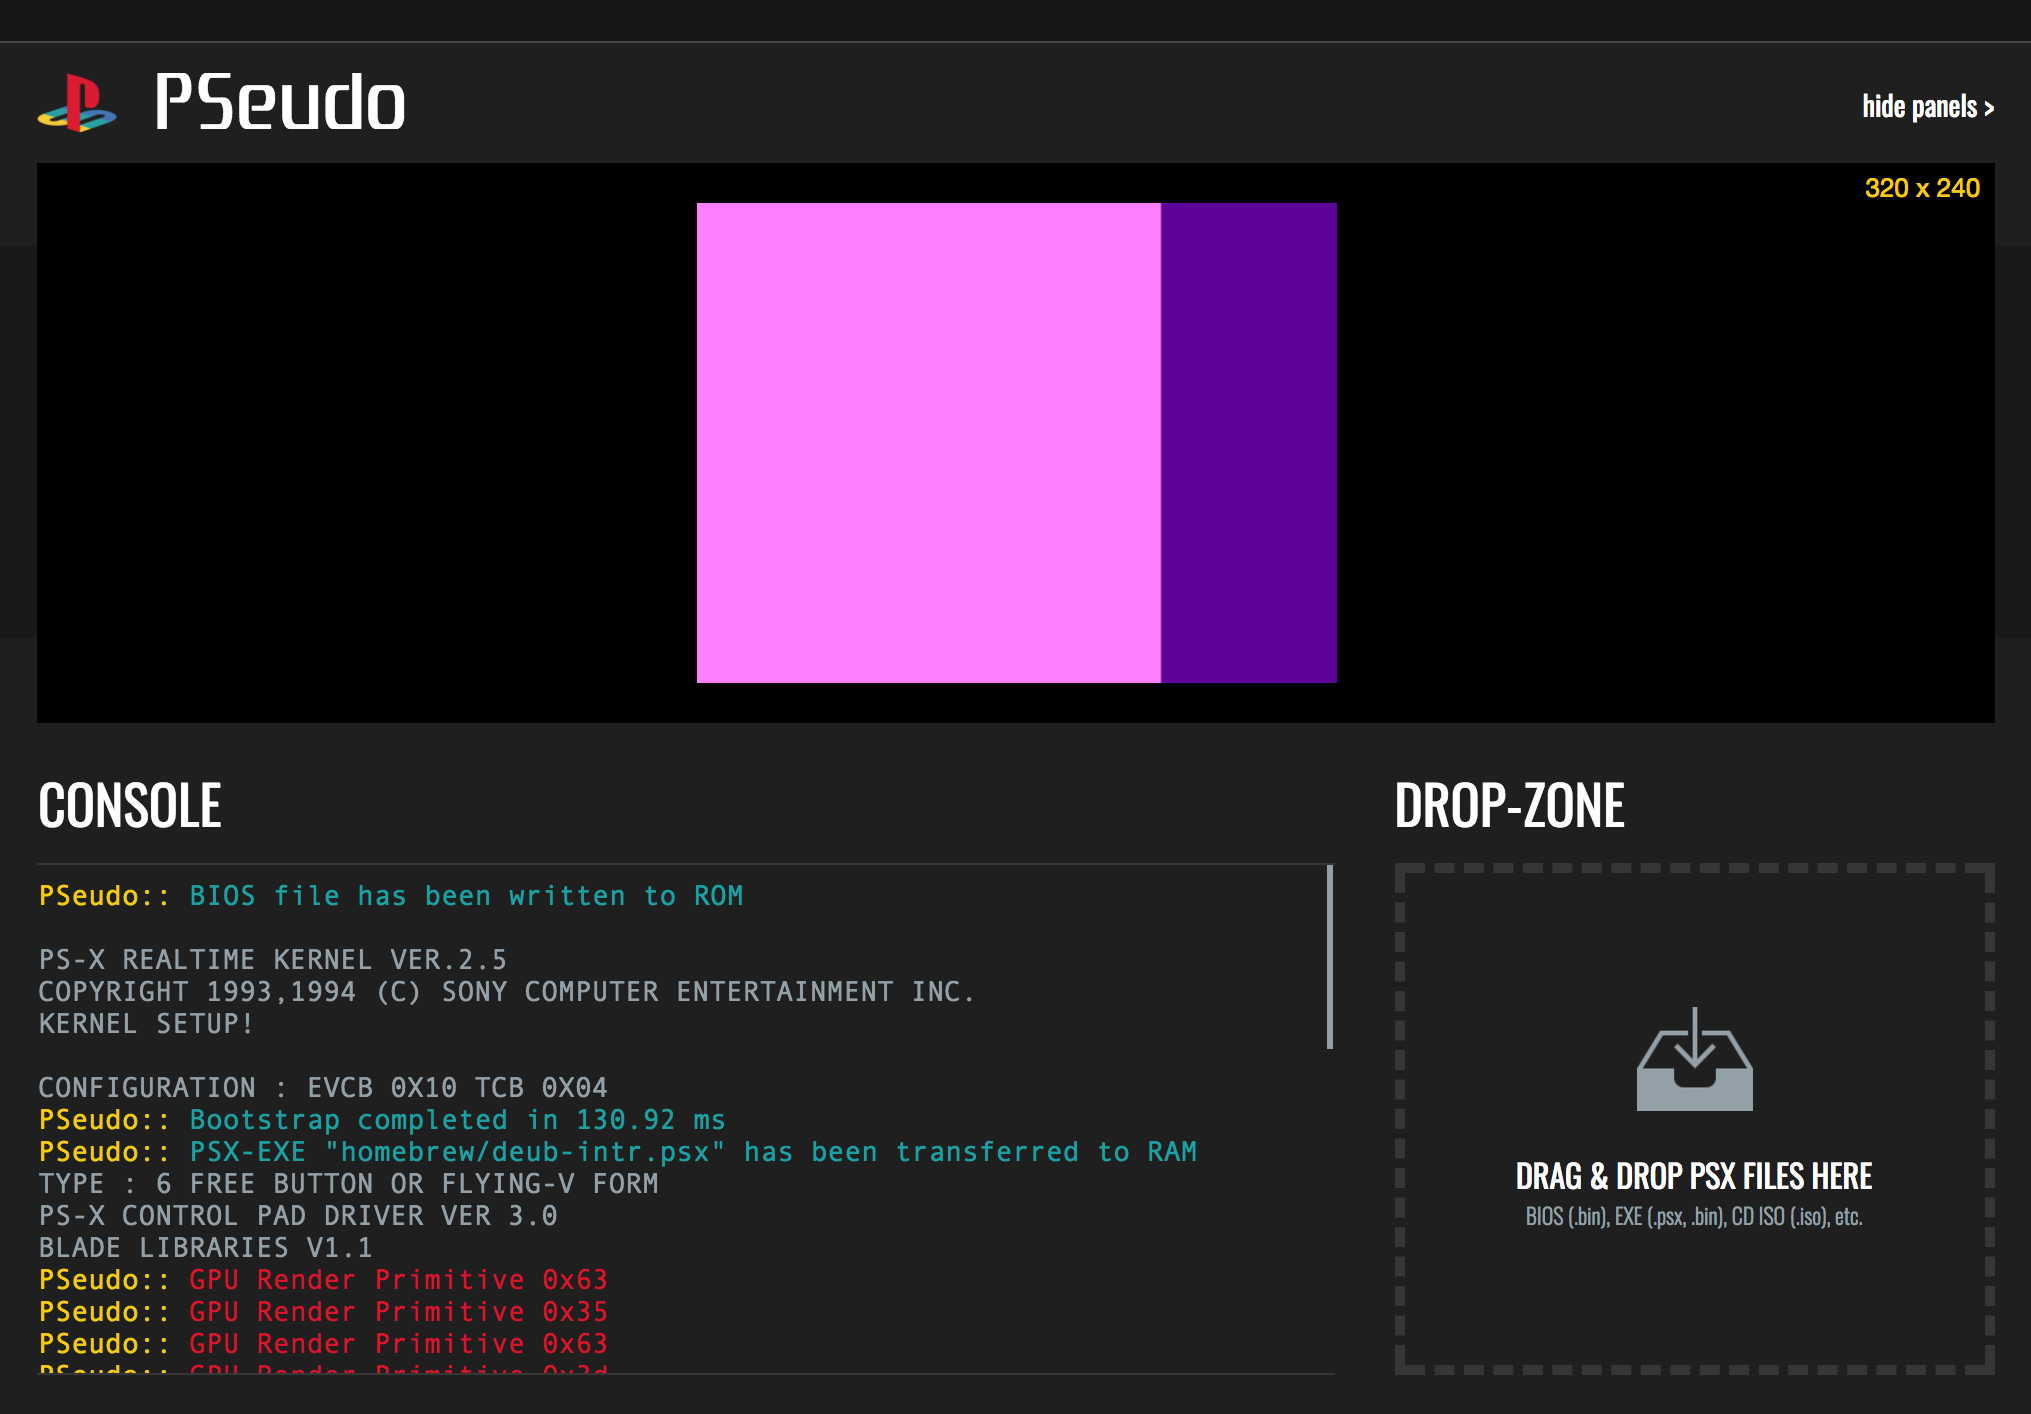 PSeudo
hide panels >
320 x 240
CONSOLE
PSeudo:: BIOS file has been written to ROM
PS-X REALTIME KERNEL VER.2.5
COPYRIGHT 1993,1994 (C) SONY COMPUTER ENTERTAINMENT INC.
KERNEL SETUP!
CONFIGURATION : EVCB 0X10 TCB 0X04
PSeudo:: Bootstrap completed in 130.92 ms
PSeudo:: PSX-EXE "homebrew/deub-intr.psx" has been transferred to RAM
TYPE : 6 FREE BUTTON OR FLYING-V FORM
PS-X CONTROL PAD DRIVER VER 3.0
BLADE LIBRARIES V1.1
PSeudo:: GPU Render Primitive 0x63
PSeudo:: GPU Render Primitive 0x35
PSeudo:: GPU Render Primitive 0x63
PSeudo:: GPU Render Primitive
DROP-ZONE
DRAG & DROP PSX FILES HERE
BIOS (.bin), EXE (.psx, .bin), CD ISO (.iso), etc.